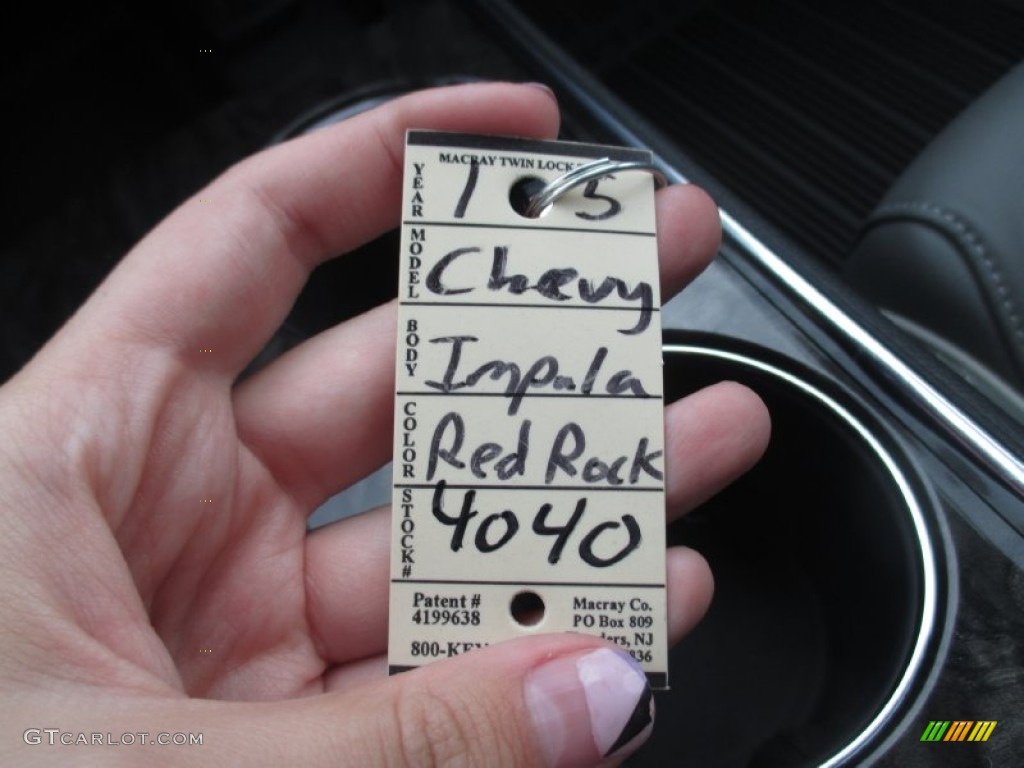 MACRAY TWIN LOCK
YEAR 1 5
MODEL Chevy
BODY Impala
COLOR Red Rock
STOCK# 4040
Patent # Macray Co.
4199638 PO Box 809
NJ
800-
GTCARLOT.COM